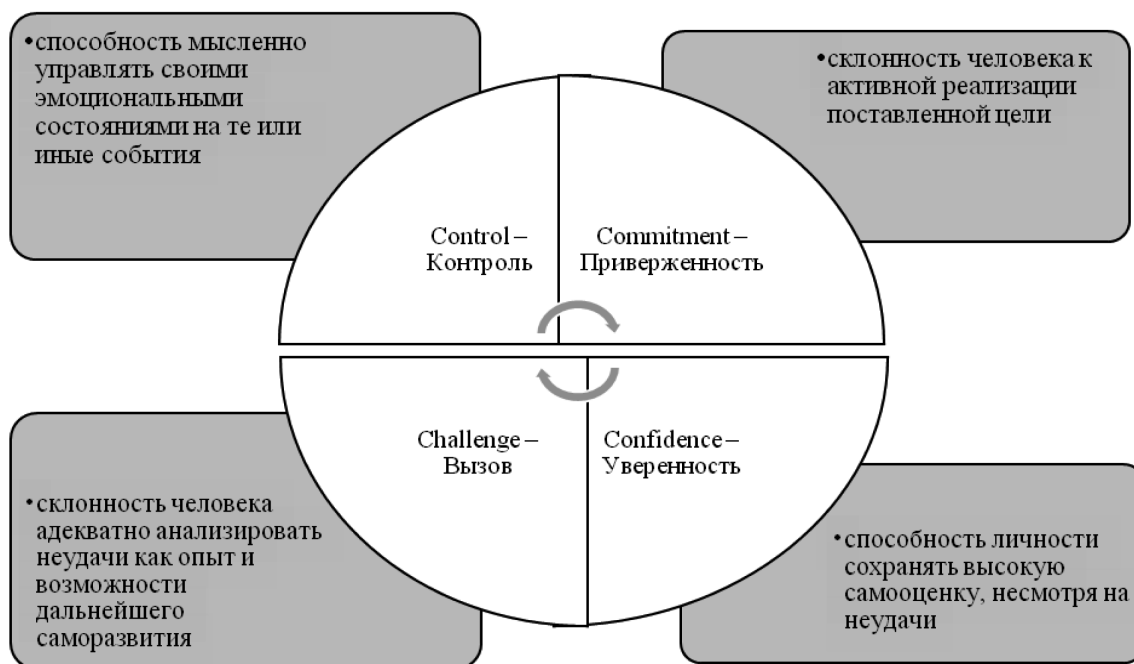 •способность мысленно
управлять своими
эмоциональными
состояниями на те или
иные события
•склонность человека к
активной реализации
поставленной цели
Control –
Контроль
Commitment –
Приверженность
Challenge –
Вызов
Confidence –
Уверенность
•склонность человека
адекватно анализировать
неудачи как опыт и
возможности
дальнейшего
саморазвития
•способность личности
сохранять высокую
самооценку, несмотря на
неудачи